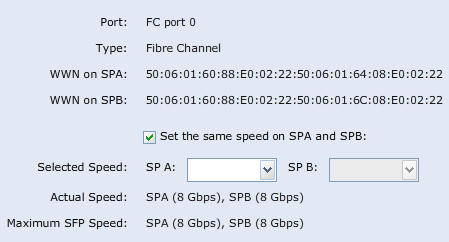 Port: FC port 0
Type: Fibre Channel
WWN on SPA: 50:06:01:60:88:E0:02:22:50:06:01:64:08:E0:02:22
WWN on SPB: 50:06:01:60:88:E0:02:22:50:06:01:6C:08:E0:02:22
Set the same speed on SPA and SPB:
Selected Speed: SP A: SP B:
Actual Speed: SPA (8 Gbps), SPB (8 Gbps)
Maximum SFP Speed: SPA (8 Gbps), SPB (8 Gbps)